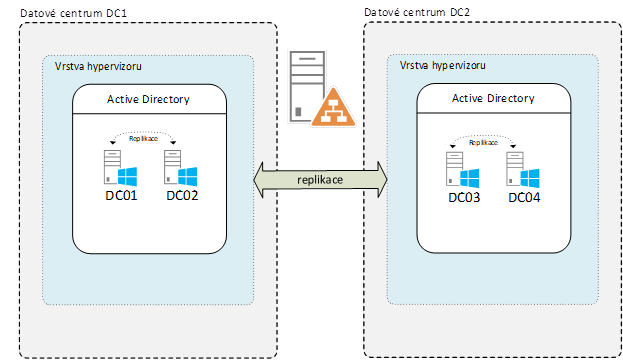 Datové centrum DC1
Vrstva hypervizoru
Active Directory
Replikace
DC01
DC02
replikace
Datové centrum DC2
Vrstva hypervizoru
Active Directory
Replikace
DC03
DC04